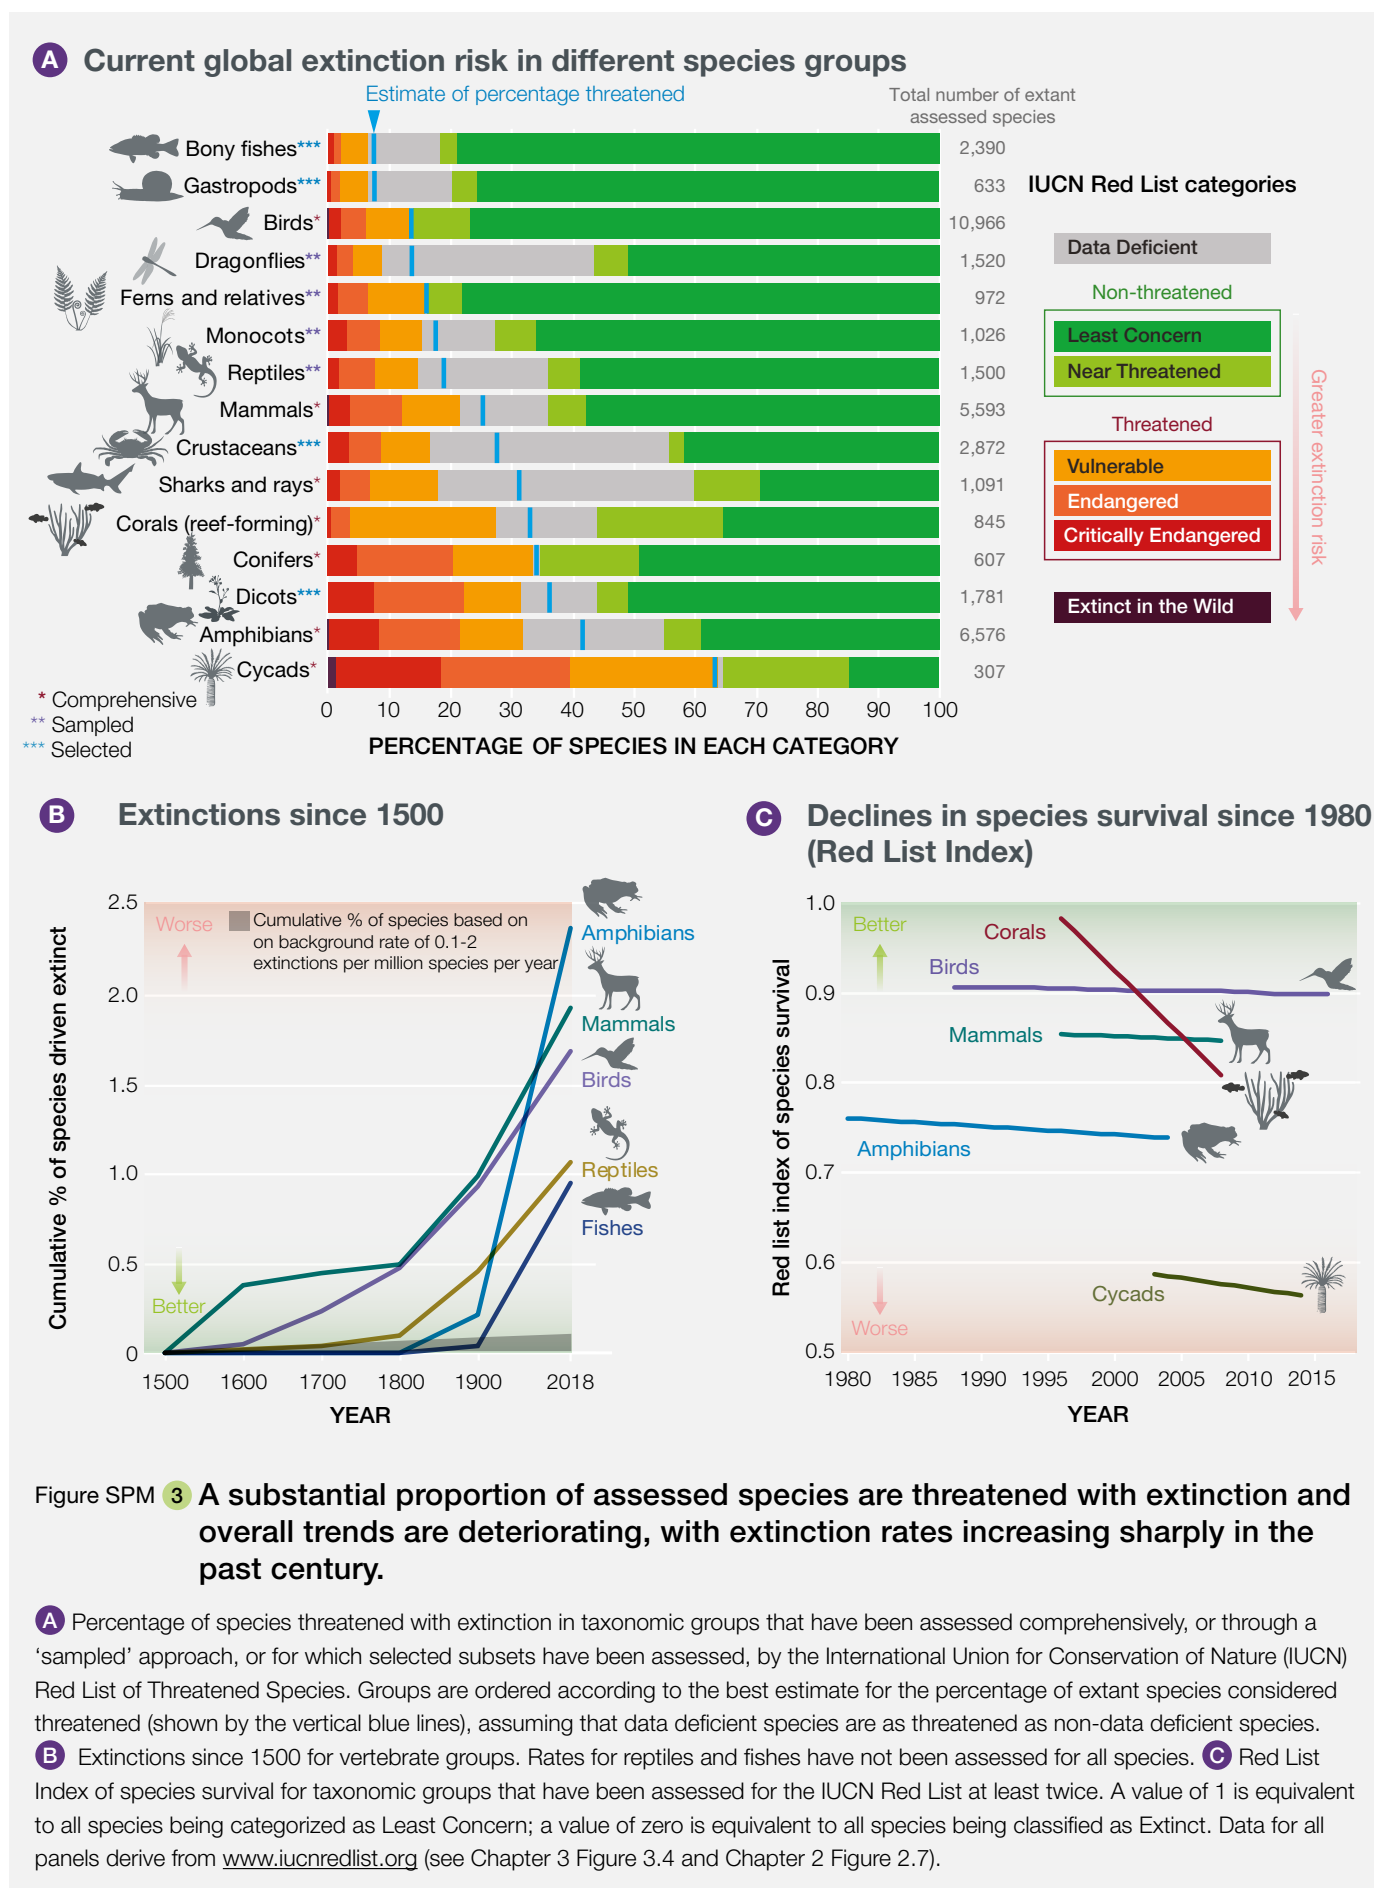 A Current global extinction risk in different species groups
Estimate of percentage threatened
Total number of extant
assessed species
Bony fishes*** 2,390
Gastropods*** 633
Birds* 10,966
Dragonflies** 1,520
Ferns and relatives** 972
Monocots** 1,026
Reptiles** 1,500
Mammals* 5,593
Crustaceans*** 2,872
Sharks and rays* 1,091
Corals (reef-forming)* 845
Conifers* 607
Dicots*** 1,781
Amphibians* 6,576
Cycads* 307
0 10 20 30 40 50 60 70 80 90 100
PERCENTAGE OF SPECIES IN EACH CATEGORY
* Comprehensive
** Sampled
*** Selected
IUCN Red List categories
Data Deficient
Non-threatened
Least Concern
Near Threatened
Threatened
Vulnerable
Endangered
Critically Endangered
Extinct in the Wild
Greater extinction risk
B Extinctions since 1500
Cumulative % of species driven extinct
2.5
2.0
1.5
1.0
0.5
0
Worse
Cumulative % of species based on
on background rate of 0.1-2
extinctions per million species per year
Better
Amphibians
Mammals
Birds
Reptiles
Fishes
1500 1600 1700 1800 1900 2018
YEAR
C Declines in species survival since 1980
(Red List Index)
Red list index of species survival
1.0
0.9
0.8
0.7
0.6
0.5
Better
Corals
Birds
Mammals
Amphibians
Cycads
Worse
1980 1985 1990 1995 2000 2005 2010 2015
YEAR
Figure SPM 3 A substantial proportion of assessed species are threatened with extinction and
overall trends are deteriorating, with extinction rates increasing sharply in the
past century.
A Percentage of species threatened with extinction in taxonomic groups that have been assessed comprehensively, or through a
‘sampled’ approach, or for which selected subsets have been assessed, by the International Union for Conservation of Nature (IUCN)
Red List of Threatened Species. Groups are ordered according to the best estimate for the percentage of extant species considered
threatened (shown by the vertical blue lines), assuming that data deficient species are as threatened as non-data deficient species.
B Extinctions since 1500 for vertebrate groups. Rates for reptiles and fishes have not been assessed for all species. C Red List
Index of species survival for taxonomic groups that have been assessed for the IUCN Red List at least twice. A value of 1 is equivalent
to all species being categorized as Least Concern; a value of zero is equivalent to all species being classified as Extinct. Data for all
panels derive from www.iucnredlist.org (see Chapter 3 Figure 3.4 and Chapter 2 Figure 2.7).